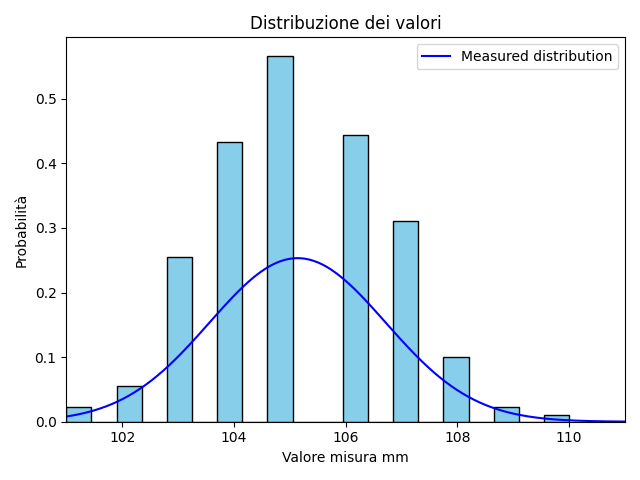 Distribuzione dei valori
Measured distribution
Probabilità
0.5
0.4
0.3
0.2
0.1
0.0
102 104 106 108 110
Valore misura mm